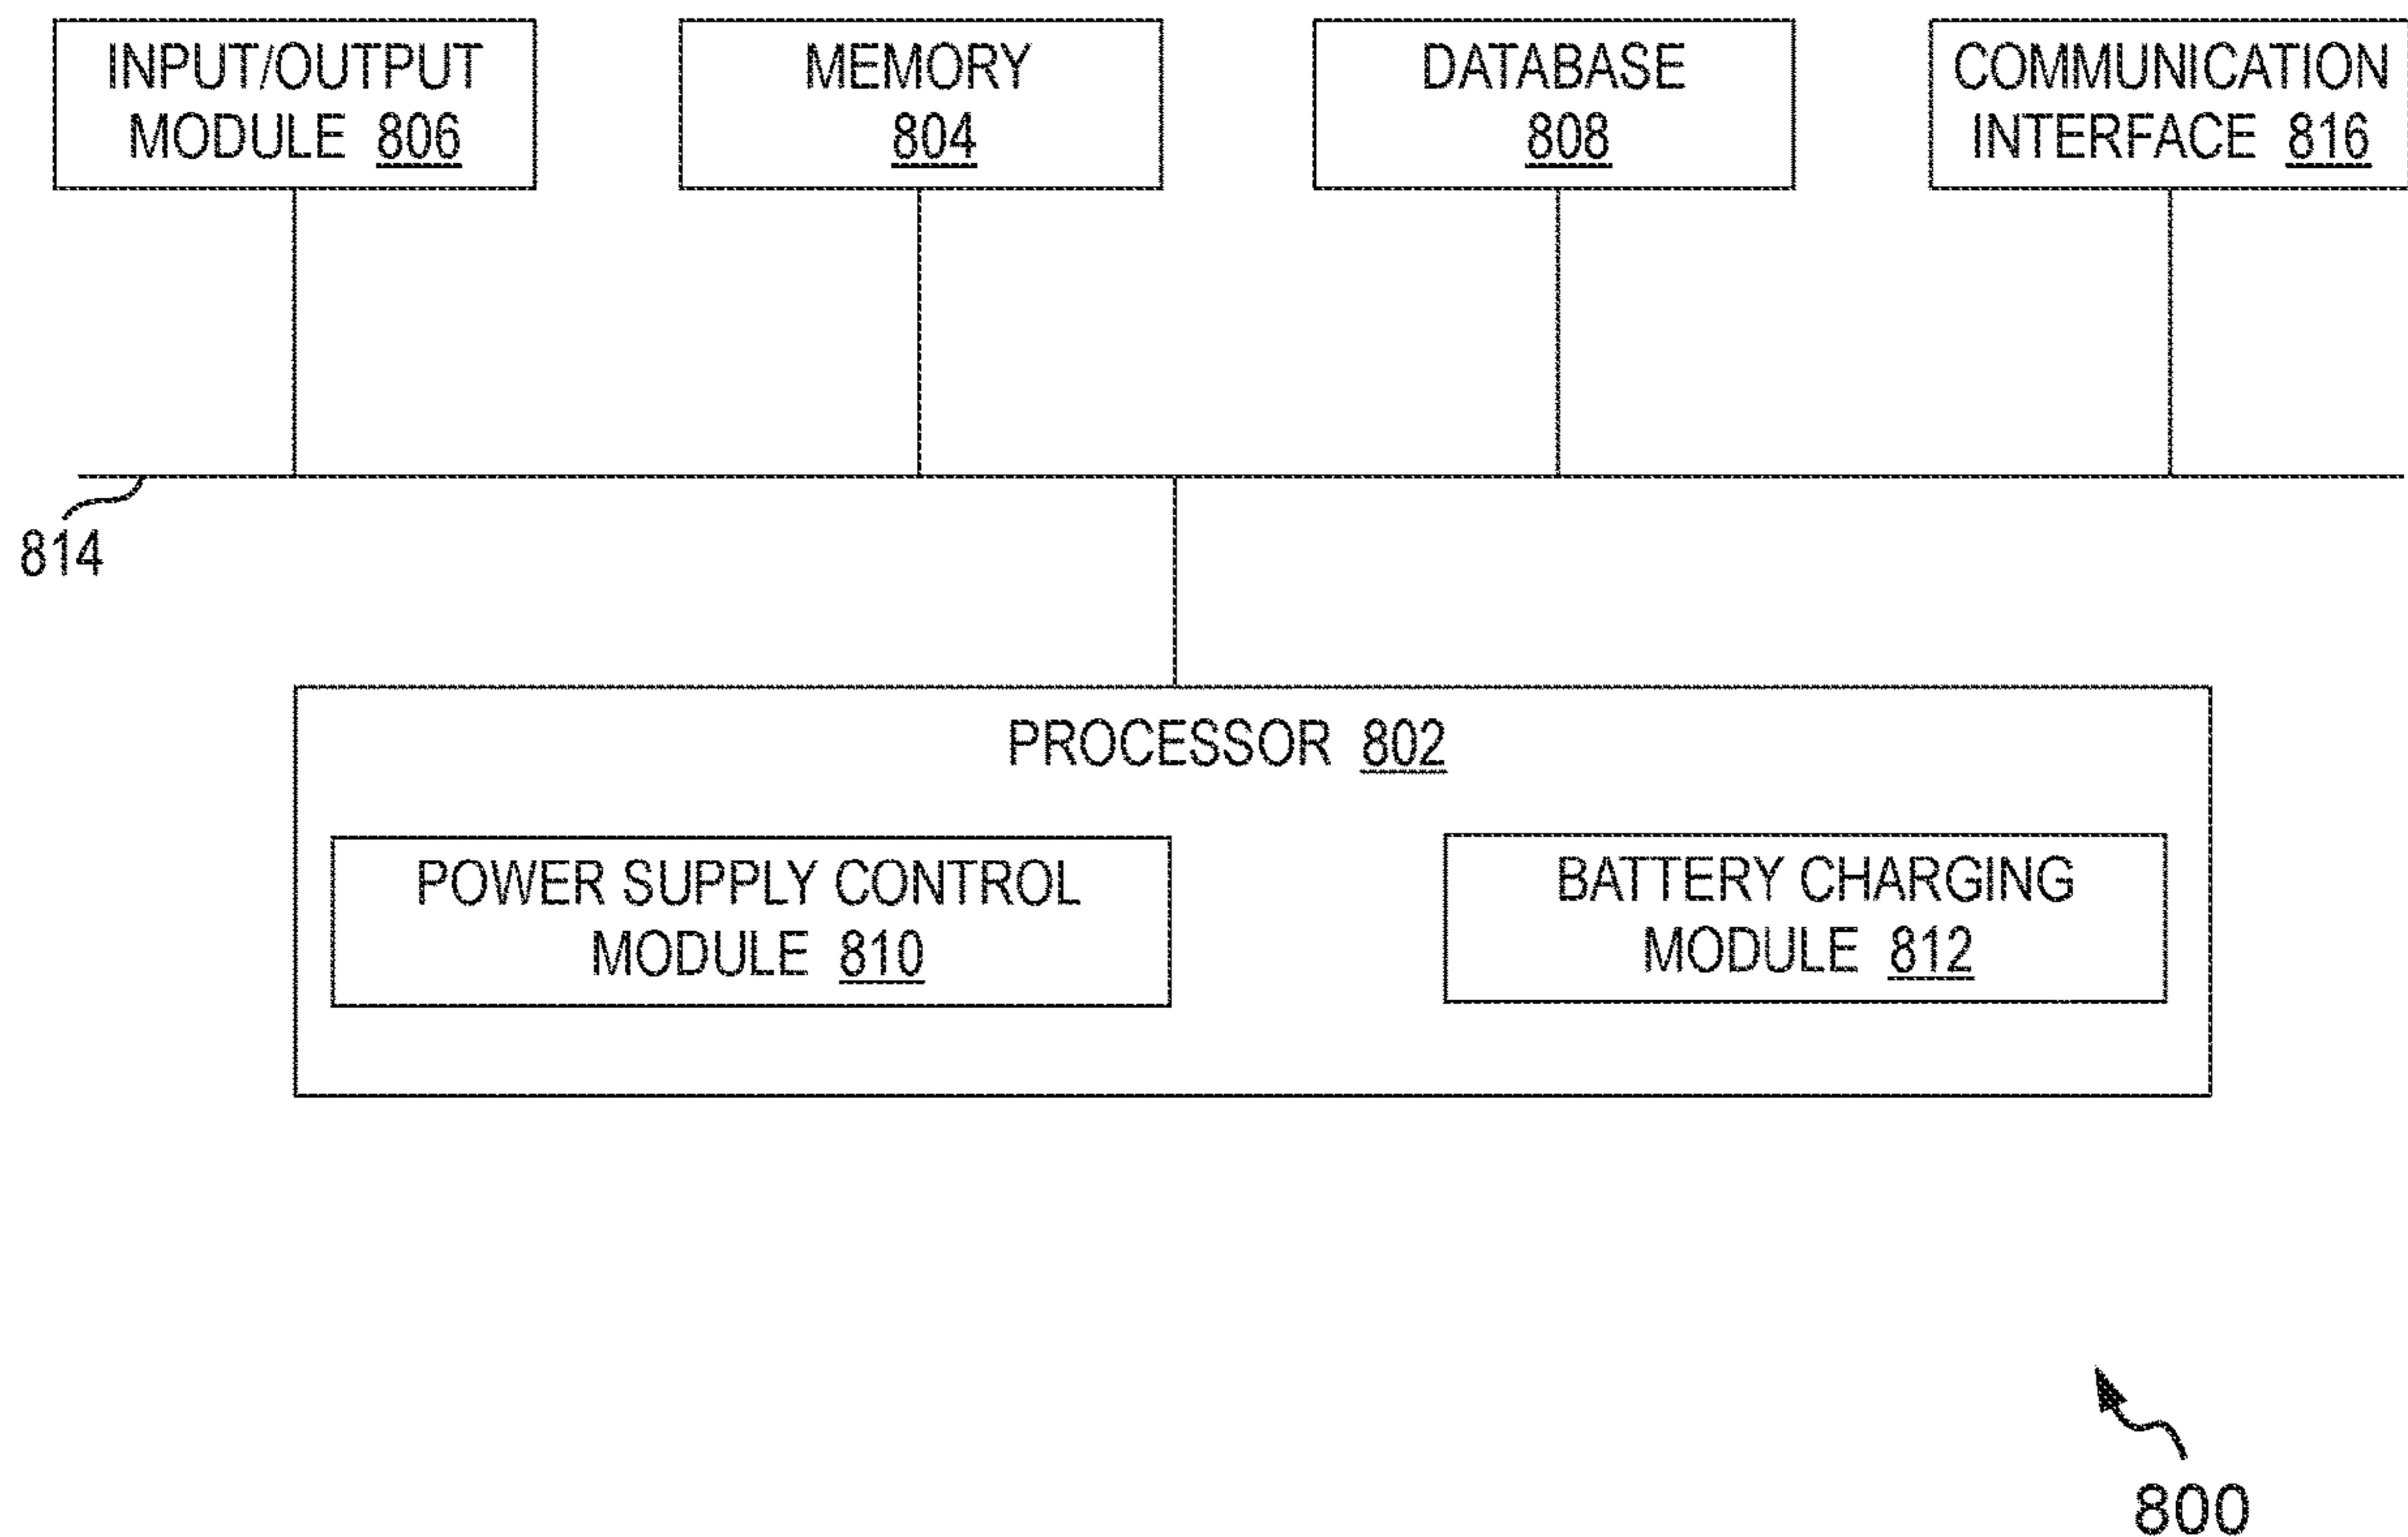 INPUT/OUTPUT
MODULE 806
MEMORY
804
DATABASE
808
COMMUNICATION
INTERFACE 816
814
PROCESSOR 802
POWER SUPPLY CONTROL
MODULE 810
BATTERY CHARGING
MODULE 812
800